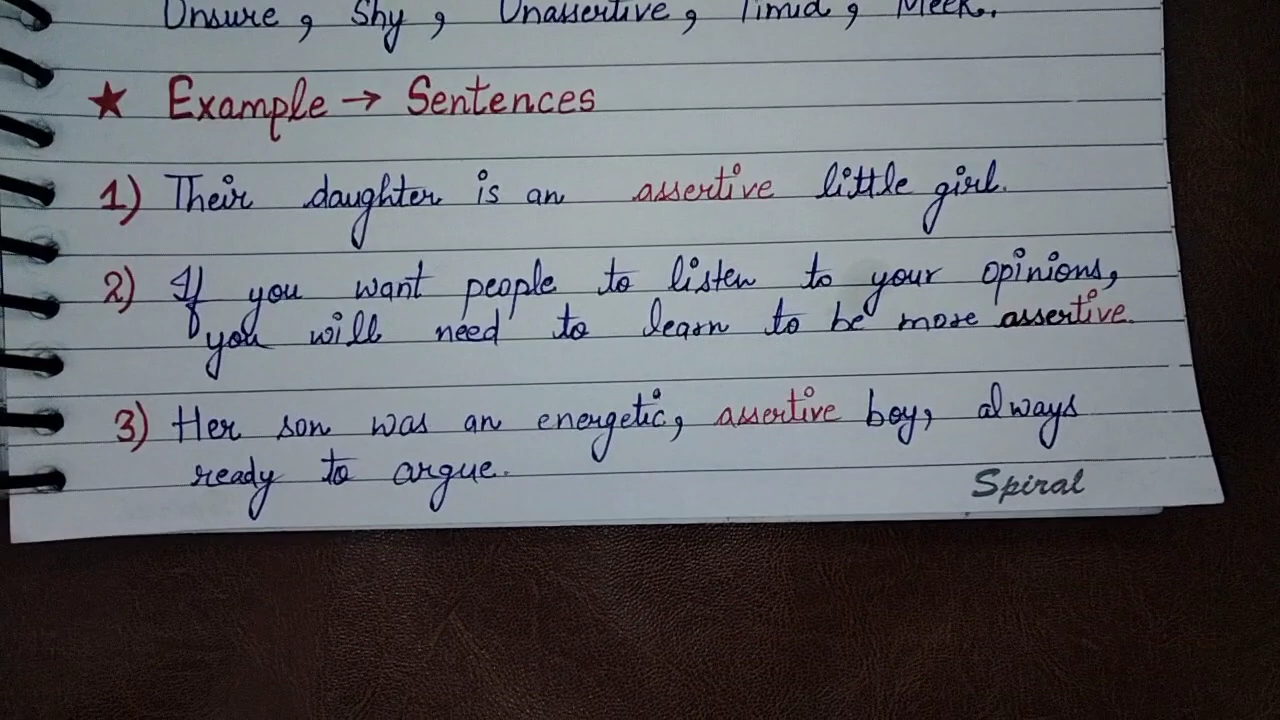 Unsure, Shy, Unassertive, Timid, Meek.
★ Example → Sentences
1) Their daughter is an assertive little girl.
2) If you want people to listen to your opinions,
you will need to learn to be more assertive.
3) Her son was an energetic, assertive boy, always
ready to argue.
Spiral